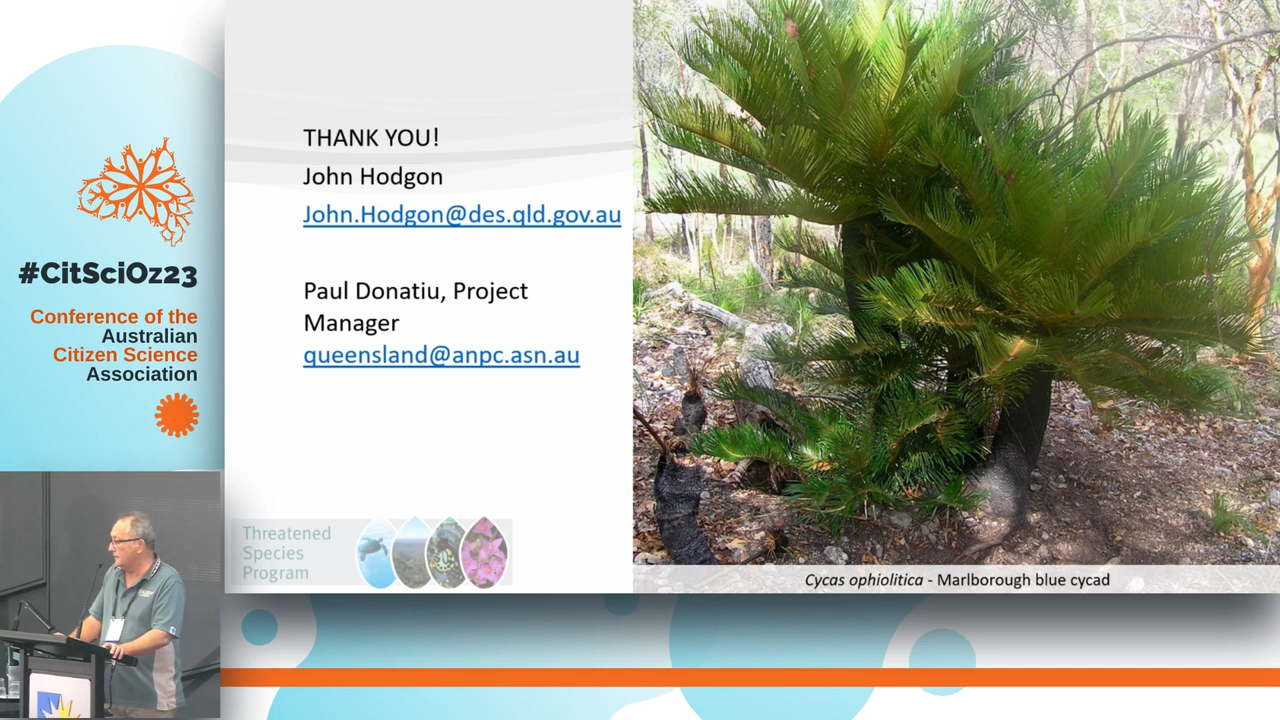 #CitSciOz23
Conference of the
Australian
Citizen Science
Association
THANK YOU!
John Hodgon
John.Hodgon@des.qld.gov.au
Paul Donatiu, Project
Manager
queensland@anpc.asn.au
Threatened
Species
Program
Cycas ophiolitica - Marlborough blue cycad